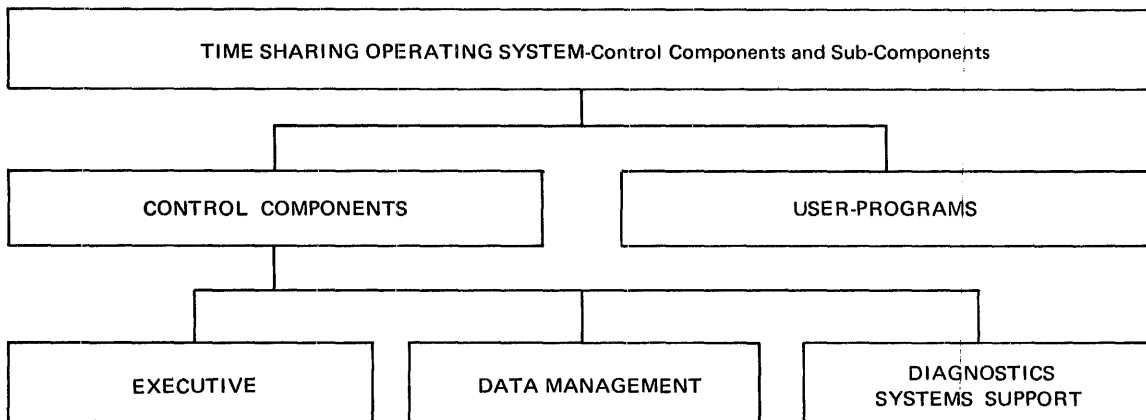 TIME SHARING OPERATING SYSTEM-Control Components and Sub-Components
CONTROL COMPONENTS
USER-PROGRAMS
EXECUTIVE
DATA MANAGEMENT
DIAGNOSTICS
SYSTEMS SUPPORT